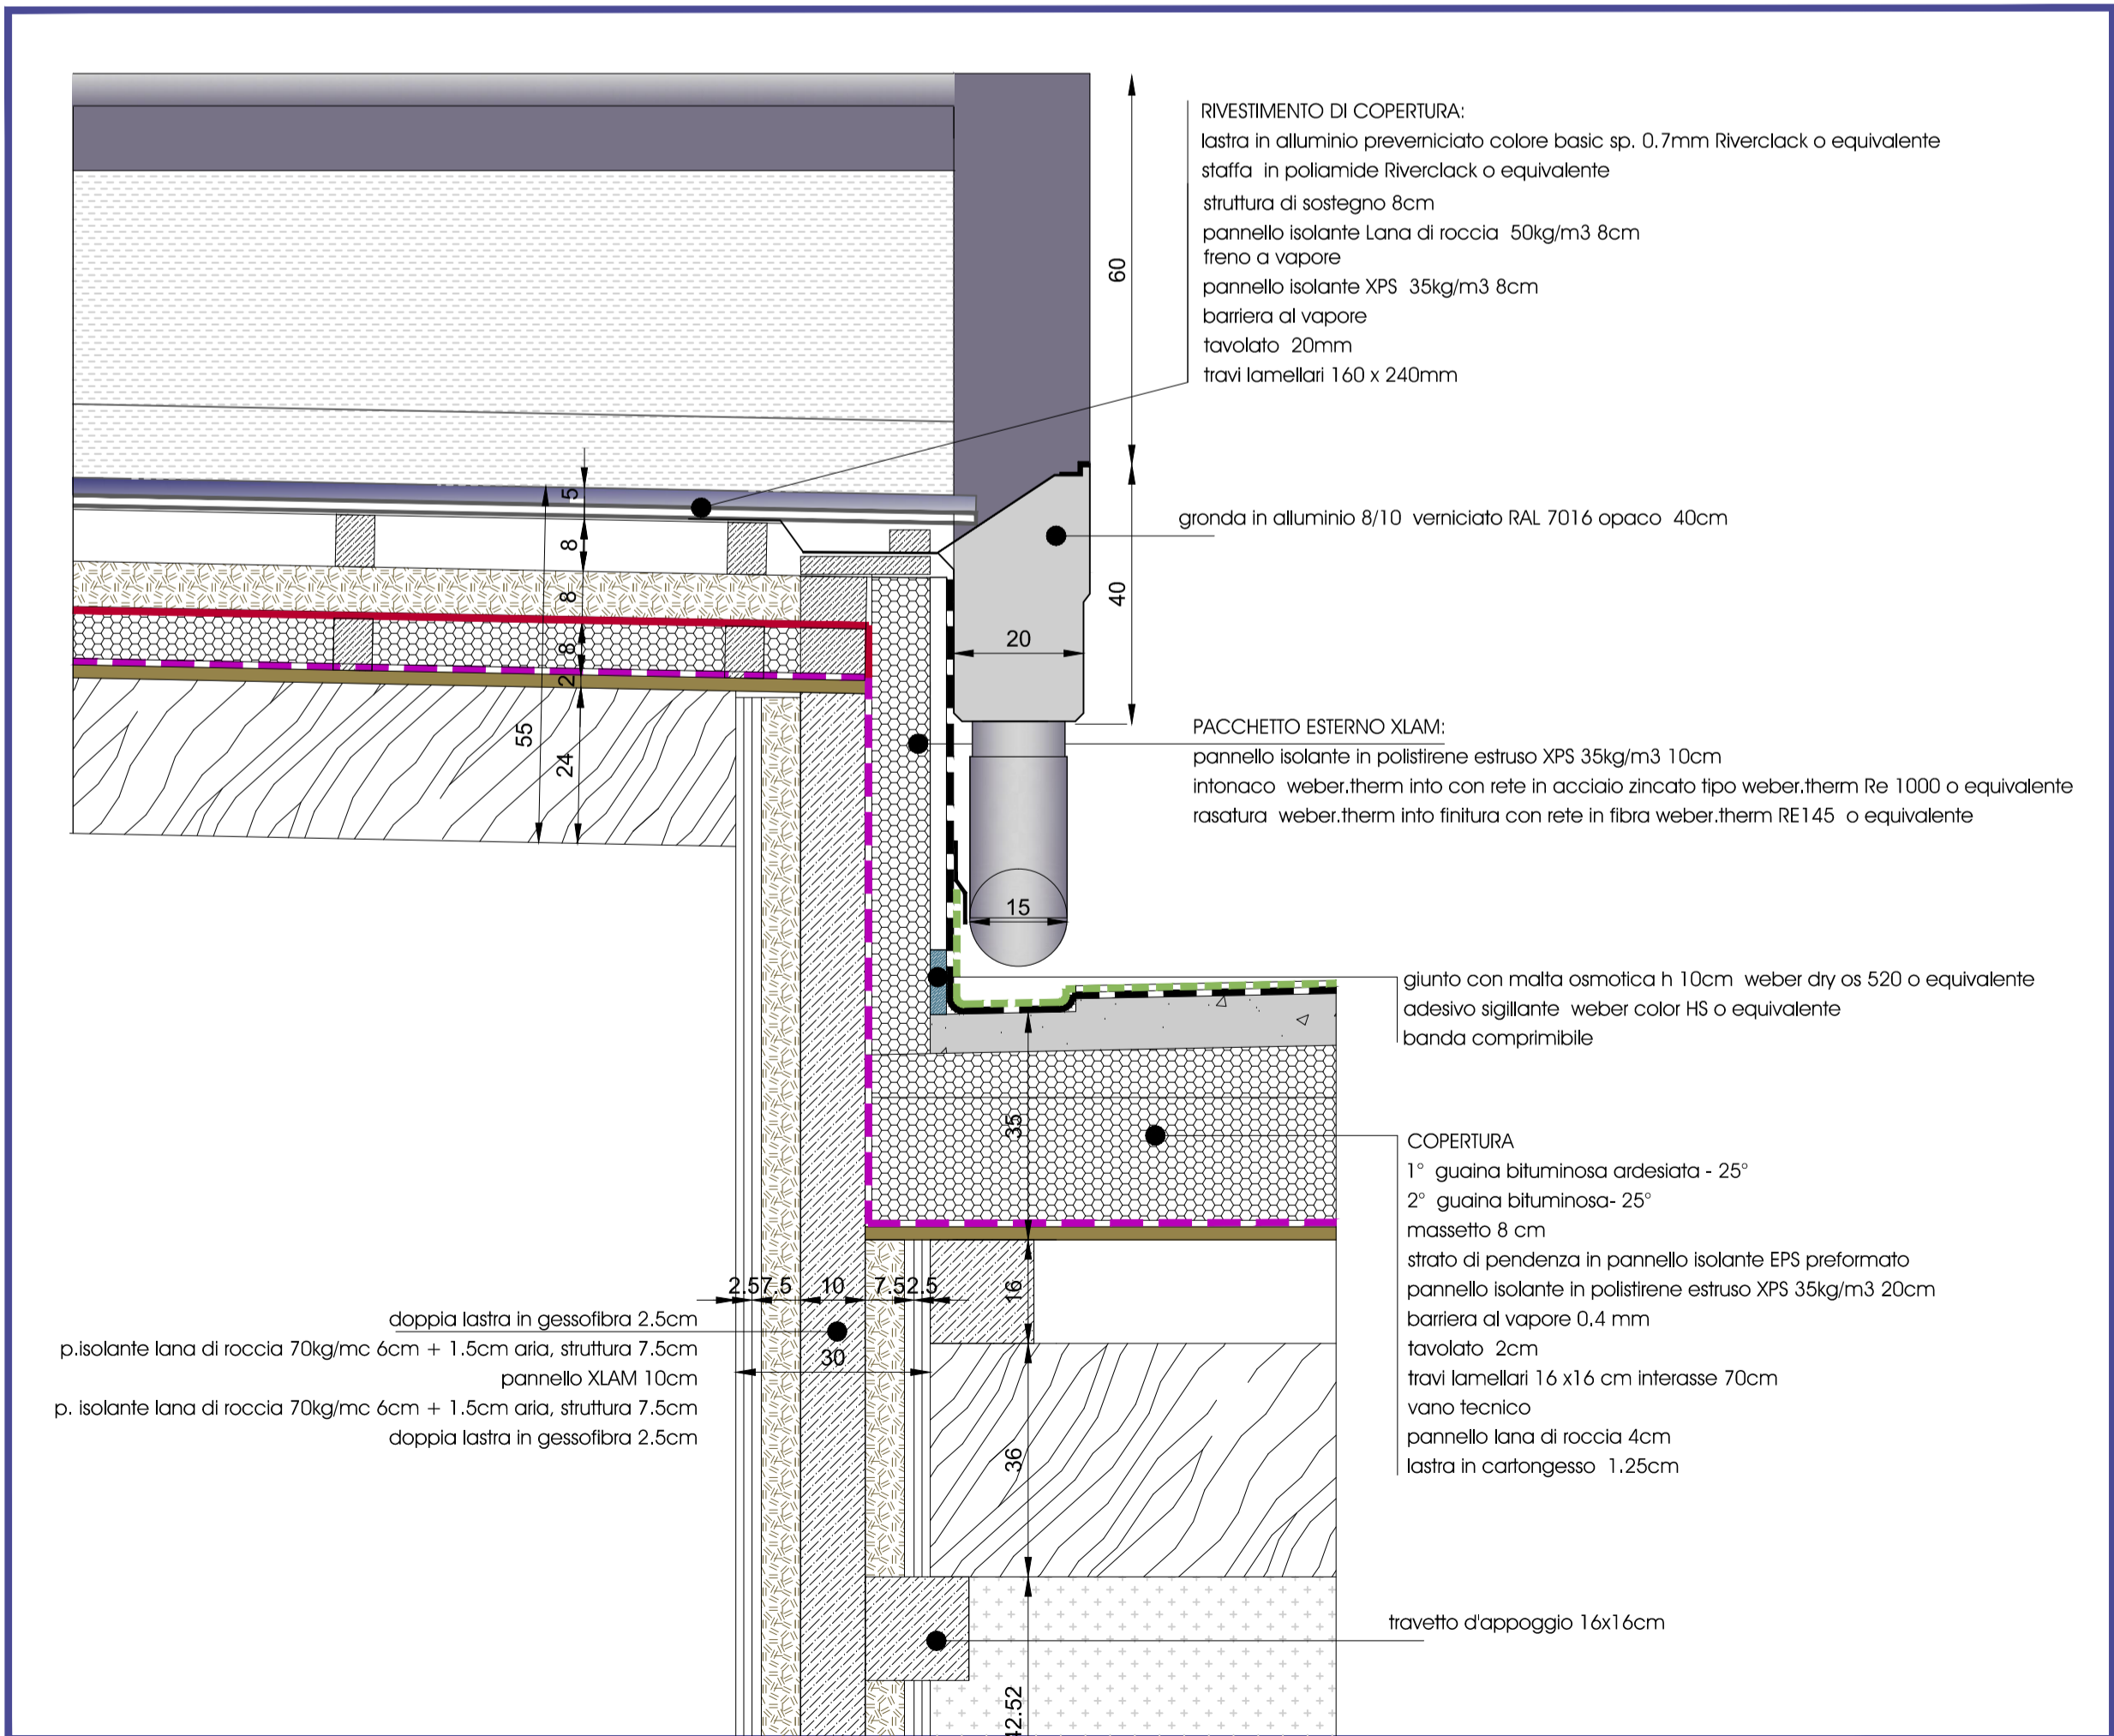 RIVESTIMENTO DI COPERTURA:
lastra in alluminio preverniciato colore basic sp. 0.7mm Riverclack o equivalente
staffa in poliamide Riverclack o equivalente
struttura di sostegno 8cm
pannello isolante Lana di roccia 50kg/m3 8cm
freno a vapore
pannello isolante XPS 35kg/m3 8cm
barriera al vapore
tavolato 20mm
travi lamellari 160 x 240mm
60
gronda in alluminio 8/10 verniciato RAL 7016 opaco 40cm
40
20
5
8
8
8
2
55
24
PACCHETTO ESTERNO XLAM:
pannello isolante in polistirene estruso XPS 35kg/m3 10cm
intonaco weber.therm into con rete in acciaio zincato tipo weber.therm Re 1000 o equivalente
rasatura weber.therm into finitura con rete in fibra weber.therm RE145 o equivalente
15
giunto con malta osmotica h 10cm weber dry os 520 o equivalente
adesivo sigillante weber color HS o equivalente
banda comprimibile
35
COPERTURA
1° guaina bituminosa ardesiata - 25°
2° guaina bituminosa- 25°
massetto 8 cm
strato di pendenza in pannello isolante EPS preformato
pannello isolante in polistirene estruso XPS 35kg/m3 20cm
barriera al vapore 0.4 mm
tavolato 2cm
travi lamellari 16 x16 cm interasse 70cm
vano tecnico
pannello lana di roccia 4cm
lastra in cartongesso 1.25cm
2.5 7.5 10 7.5 2.5
30
16
36
doppia lastra in gessofibra 2.5cm
p.isolante lana di roccia 70kg/mc 6cm + 1.5cm aria, struttura 7.5cm
pannello XLAM 10cm
p. isolante lana di roccia 70kg/mc 6cm + 1.5cm aria, struttura 7.5cm
doppia lastra in gessofibra 2.5cm
travetto d'appoggio 16x16cm